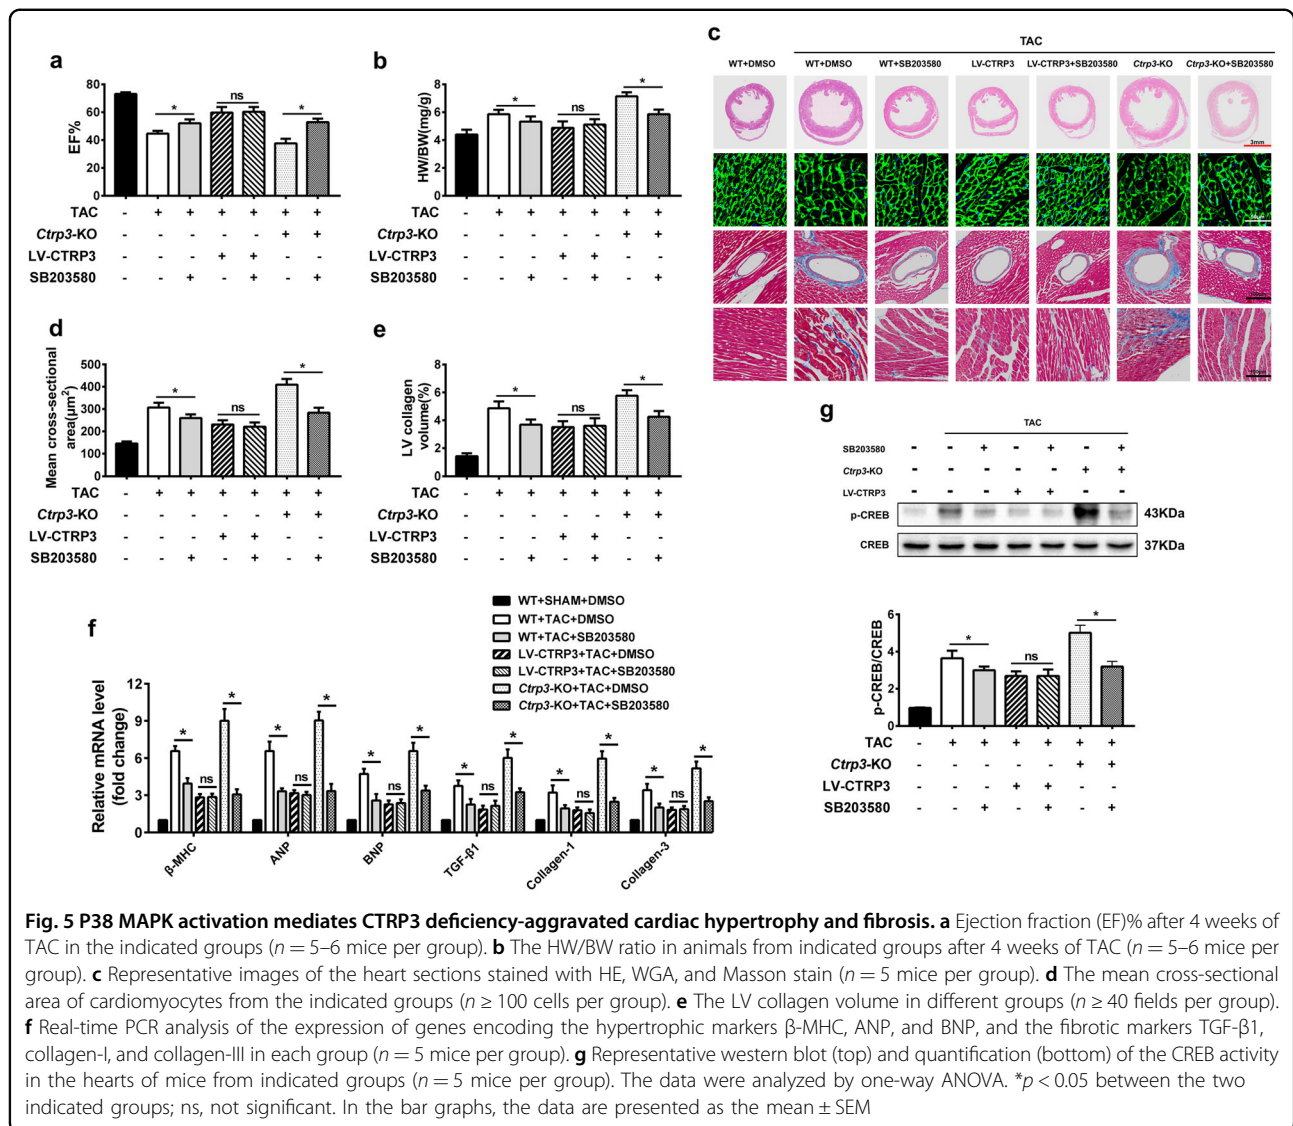 a
EF%
80
60
40
20
0
*
ns
*
TAC - + + + + + +
Ctrp3-KO - - - - - + +
LV-CTRP3 - - - + + - -
SB203580 - - + - + - +
b
HW/BW(mg/g)
8
6
4
2
0
*
ns
*
TAC - + + + + + +
Ctrp3-KO - - - - - + +
LV-CTRP3 - - - + + - -
SB203580 - - + - + - +
c
TAC
WT+DMSO WT+DMSO WT+SB203580 LV-CTRP3 LV-CTRP3+SB203580 Ctrp3-KO Ctrp3-KO+SB203580
3mm
d
Mean cross-sectional
area(μm²)
500
400
300
200
100
0
*
ns
*
TAC - + + + + + +
Ctrp3-KO - - - - - + +
LV-CTRP3 - - - + + - -
SB203580 - - + - + - +
e
LV collagen
volume(%)
8
6
4
2
0
*
ns
*
TAC - + + + + + +
Ctrp3-KO - - - - - + +
LV-CTRP3 - - - + + - -
SB203580 - - + - + - +
f
WT+SHAM+DMSO
WT+TAC+DMSO
WT+TAC+SB203580
LV-CTRP3+TAC+DMSO
LV-CTRP3+TAC+SB203580
Ctrp3-KO+TAC+DMSO
Ctrp3-KO+TAC+SB203580
Relative mRNA level
(fold change)
12
9
6
3
0
* ns *
* ns *
* ns *
* ns *
* ns *
* ns *
β-MHC ANP BNP TGF-β1 Collagen-1 Collagen-3
g
TAC
SB203580 - - + - + - +
Ctrp3-KO - - - - - + +
LV-CTRP3 - - - + + - -
p-CREB 43KDa
CREB 37KDa
p-CREB/CREB
6
4
2
0
*
ns
*
TAC - + + + + + +
Ctrp3-KO - - - - - + +
LV-CTRP3 - - - + + - -
SB203580 - - + - + - +
Fig. 5 P38 MAPK activation mediates CTRP3 deficiency-aggravated cardiac hypertrophy and fibrosis. a Ejection fraction (EF)% after 4 weeks of
TAC in the indicated groups (n = 5–6 mice per group). b The HW/BW ratio in animals from indicated groups after 4 weeks of TAC (n = 5–6 mice per
group). c Representative images of the heart sections stained with HE, WGA, and Masson stain (n = 5 mice per group). d The mean cross-sectional
area of cardiomyocytes from the indicated groups (n ≥ 100 cells per group). e The LV collagen volume in different groups (n ≥ 40 fields per group).
f Real-time PCR analysis of the expression of genes encoding the hypertrophic markers β-MHC, ANP, and BNP, and the fibrotic markers TGF-β1,
collagen-I, and collagen-III in each group (n = 5 mice per group). g Representative western blot (top) and quantification (bottom) of the CREB activity
in the hearts of mice from indicated groups (n = 5 mice per group). The data were analyzed by one-way ANOVA. *p < 0.05 between the two
indicated groups; ns, not significant. In the bar graphs, the data are presented as the mean ± SEM